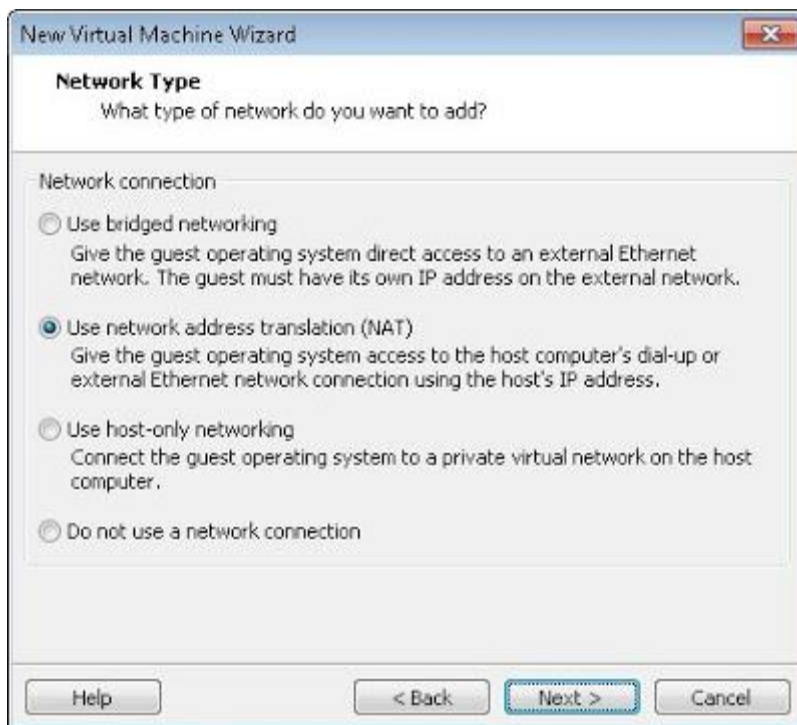 New Virtual Machine Wizard
Network Type
What type of network do you want to add?
Network connection
Use bridged networking
Give the guest operating system direct access to an external Ethernet
network. The guest must have its own IP address on the external network.
Use network address translation (NAT)
Give the guest operating system access to the host computer's dial-up or
external Ethernet network connection using the host's IP address.
Use host-only networking
Connect the guest operating system to a private virtual network on the host
computer.
Do not use a network connection
Help
< Back
Next >
Cancel